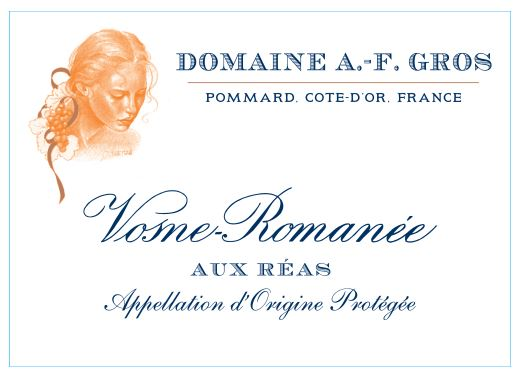 DOMAINE A.-F. GROS
POMMARD, COTE-D'OR, FRANCE
Vosne-Romanée
AUX RÉAS
Appellation d'Origine Protégée